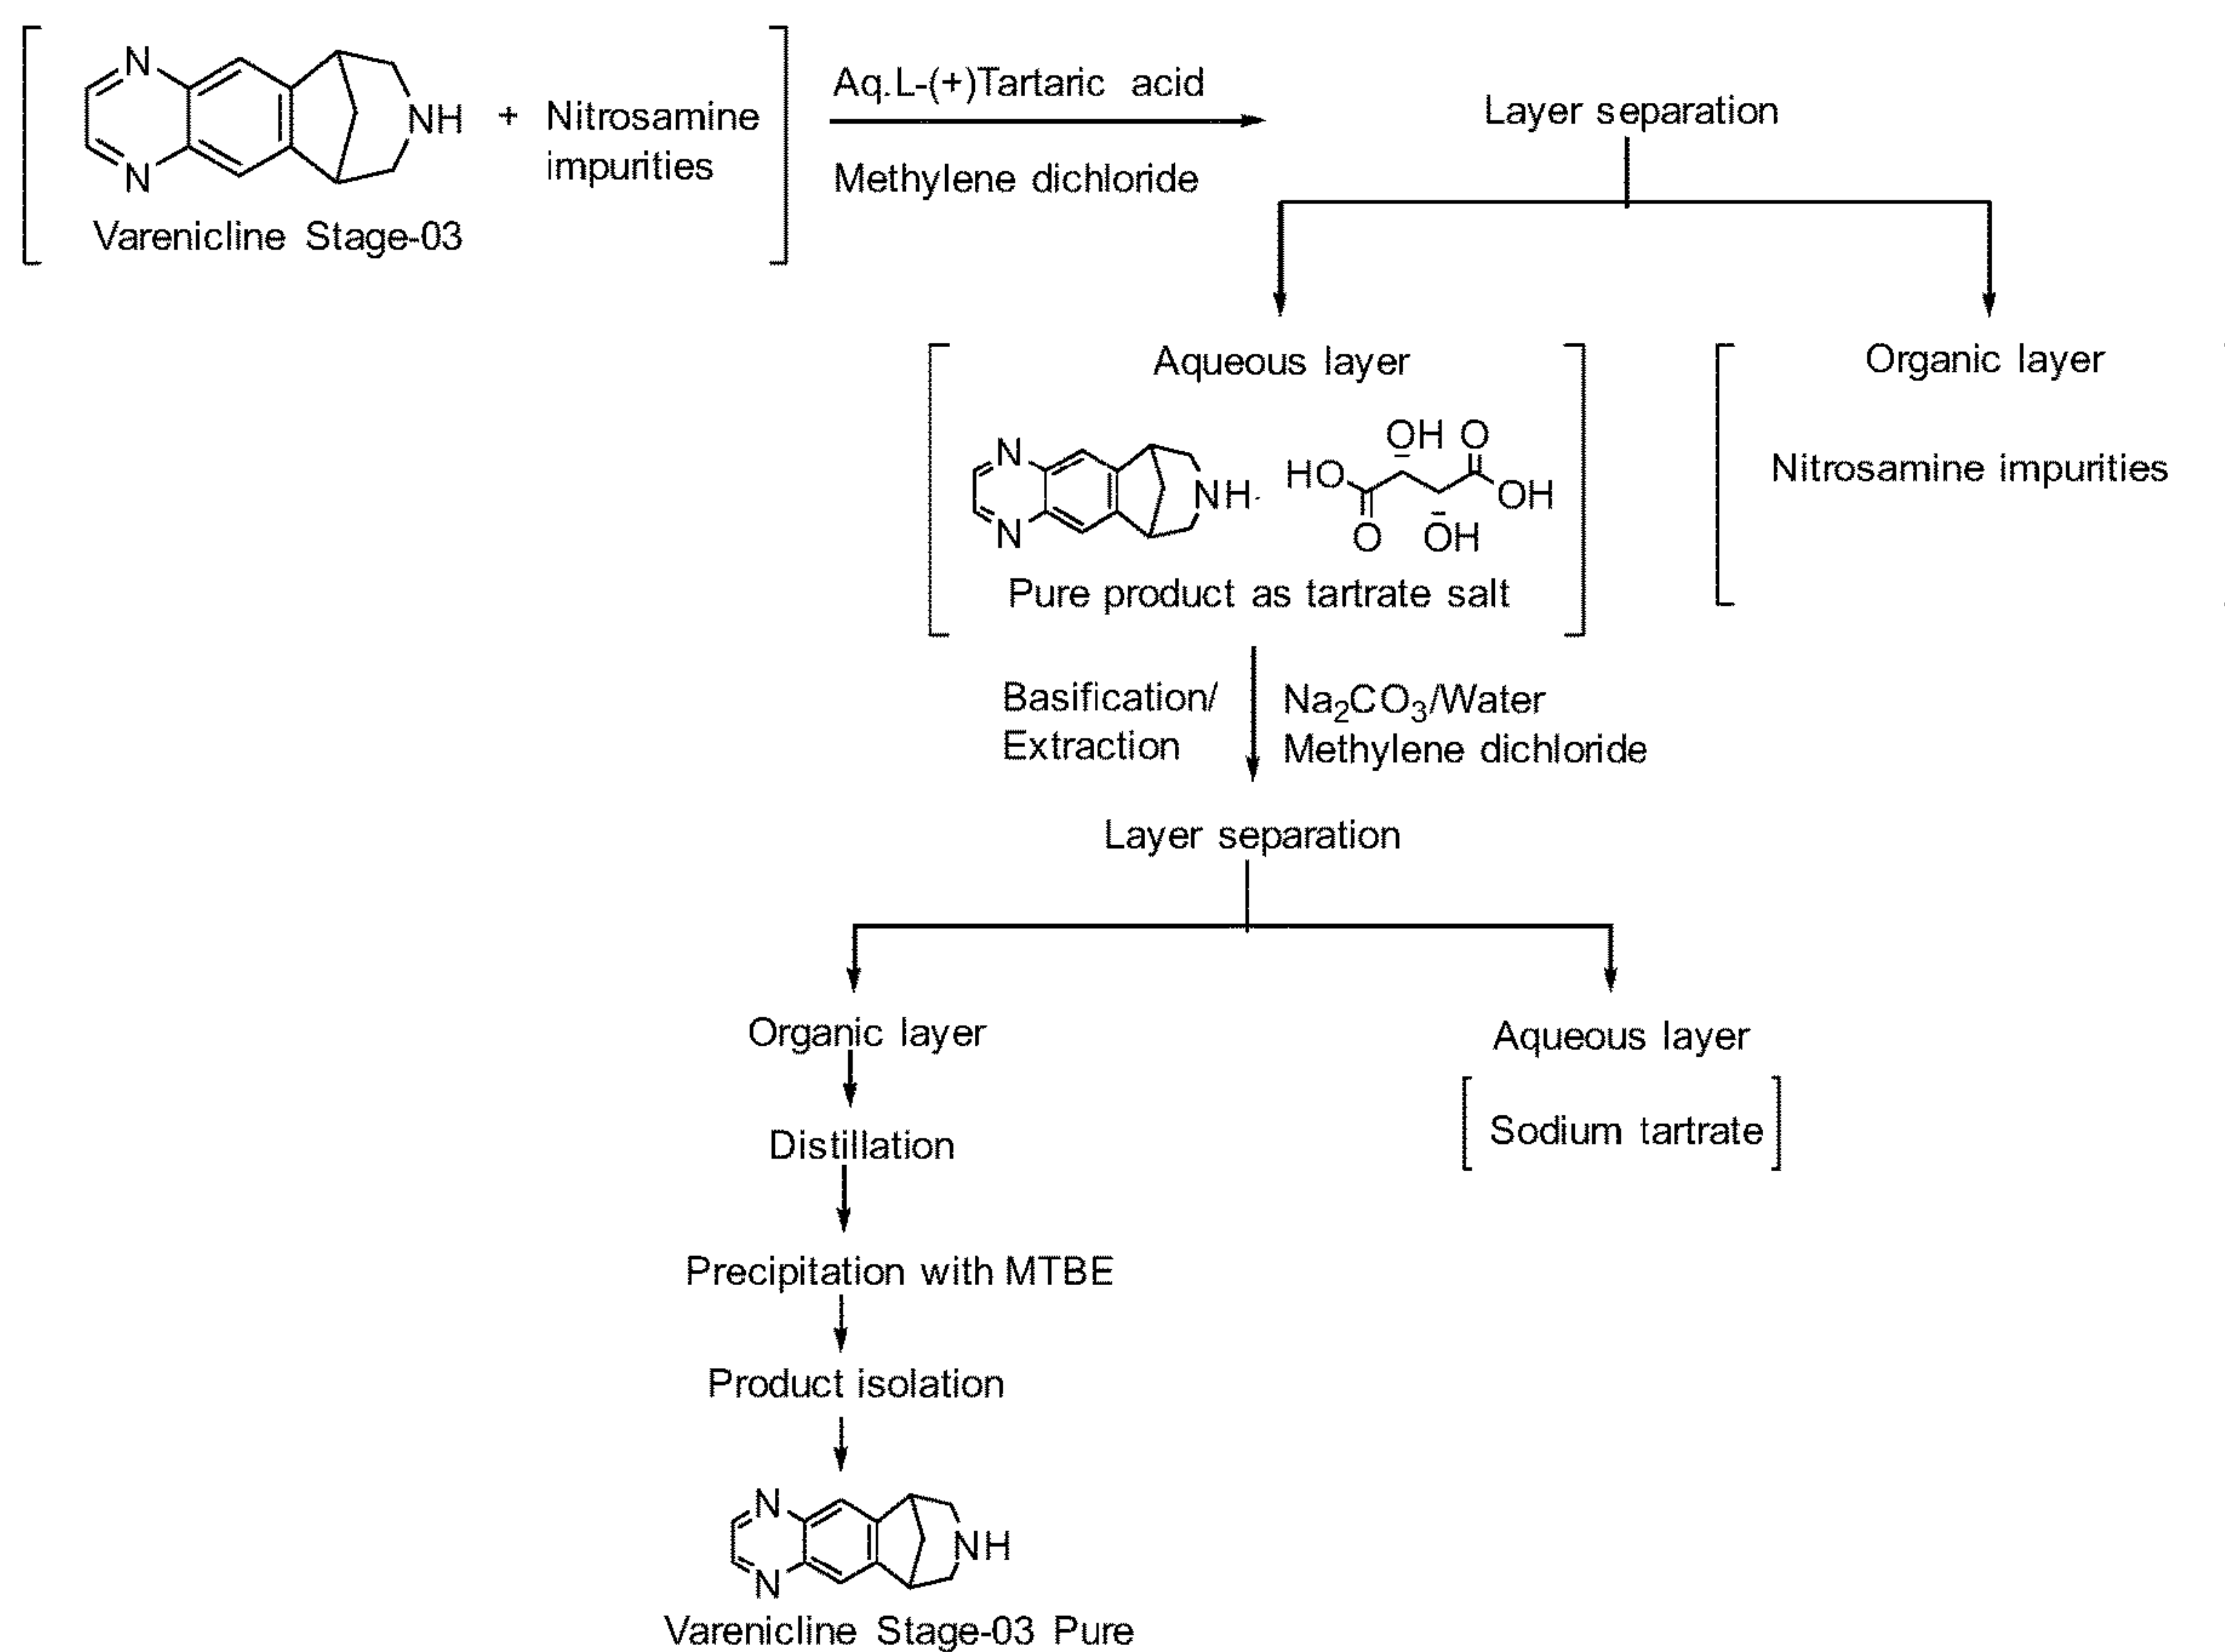 N
N
NH
+ Nitrosamine
impurities
Varenicline Stage-03
Aq.L-(+)Tartaric acid
Methylene dichloride
Layer separation
Aqueous layer
N
N
NH.
HO
OH O
O
OH
OH
Pure product as tartrate salt
Organic layer
Nitrosamine impurities
Basification/
Extraction
Na₂CO₃/Water
Methylene dichloride
Layer separation
Organic layer
Aqueous layer
Sodium tartrate
Distillation
Precipitation with MTBE
Product isolation
N
N
NH
Varenicline Stage-03 Pure